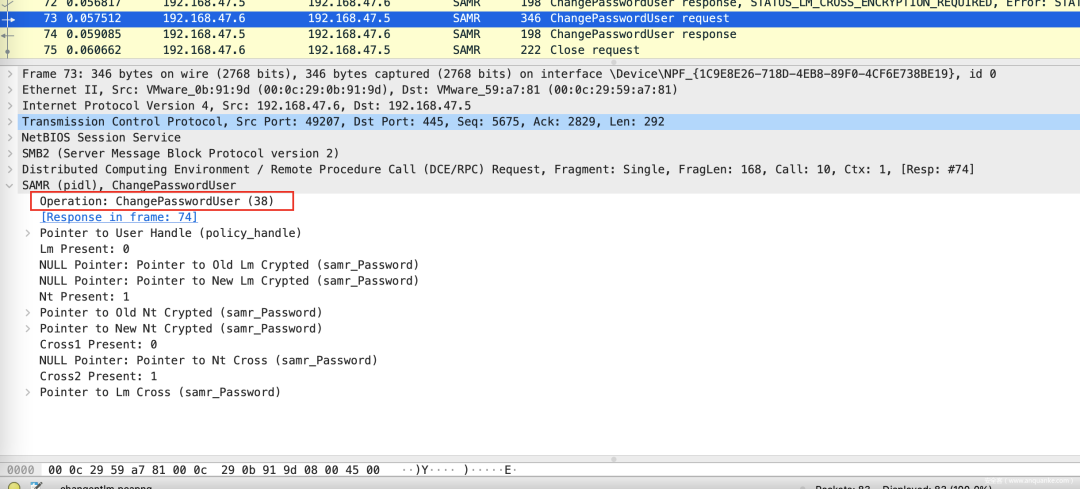 72 0.056817 192.168.47.5 192.168.47.6 SAMR 198 ChangePasswordUser response, STATUS_LM_CROSS_ENCRYPTION_REQUIRED, Error: STAT
73 0.057512 192.168.47.6 192.168.47.5 SAMR 346 ChangePasswordUser request
74 0.059085 192.168.47.5 192.168.47.6 SAMR 198 ChangePasswordUser response
75 0.060662 192.168.47.6 192.168.47.5 SAMR 222 Close request
Frame 73: 346 bytes on wire (2768 bits), 346 bytes captured (2768 bits) on interface \Device\NPF_{1C9E8E26-718D-4EB8-89F0-4CF6E738BE19}, id 0
Ethernet II, Src: VMware_0b:91:9d (00:0c:29:0b:91:9d), Dst: VMware_59:a7:81 (00:0c:29:59:a7:81)
Internet Protocol Version 4, Src: 192.168.47.6, Dst: 192.168.47.5
Transmission Control Protocol, Src Port: 49207, Dst Port: 445, Seq: 5675, Ack: 2829, Len: 292
NetBIOS Session Service
SMB2 (Server Message Block Protocol version 2)
Distributed Computing Environment / Remote Procedure Call (DCE/RPC) Request, Fragment: Single, FragLen: 168, Call: 10, Ctx: 1, [Resp: #74]
SAMR (pidl), ChangePasswordUser
Operation: ChangePasswordUser (38)
[Response in frame: 74]
Pointer to User Handle (policy_handle)
Lm Present: 0
NULL Pointer: Pointer to Old Lm Crypted (samr_Password)
NULL Pointer: Pointer to New Lm Crypted (samr_Password)
Nt Present: 1
Pointer to Old Nt Crypted (samr_Password)
Pointer to New Nt Crypted (samr_Password)
Cross1 Present: 0
NULL Pointer: Pointer to Nt Cross (samr_Password)
Cross2 Present: 1
Pointer to Lm Cross (samr_Password)
0000 00 0c 29 59 a7 81 00 0c 29 0b 91 9d 08 00 45 00 ··)Y···· )·····E·
changentlm.pcapng Packets: 83 · Displayed: 83 (100.0%)